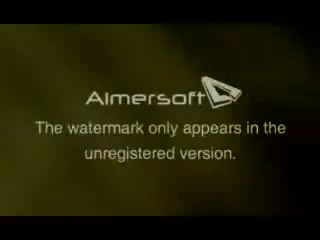 Aimersoft
The watermark only appears in the
unregistered version.